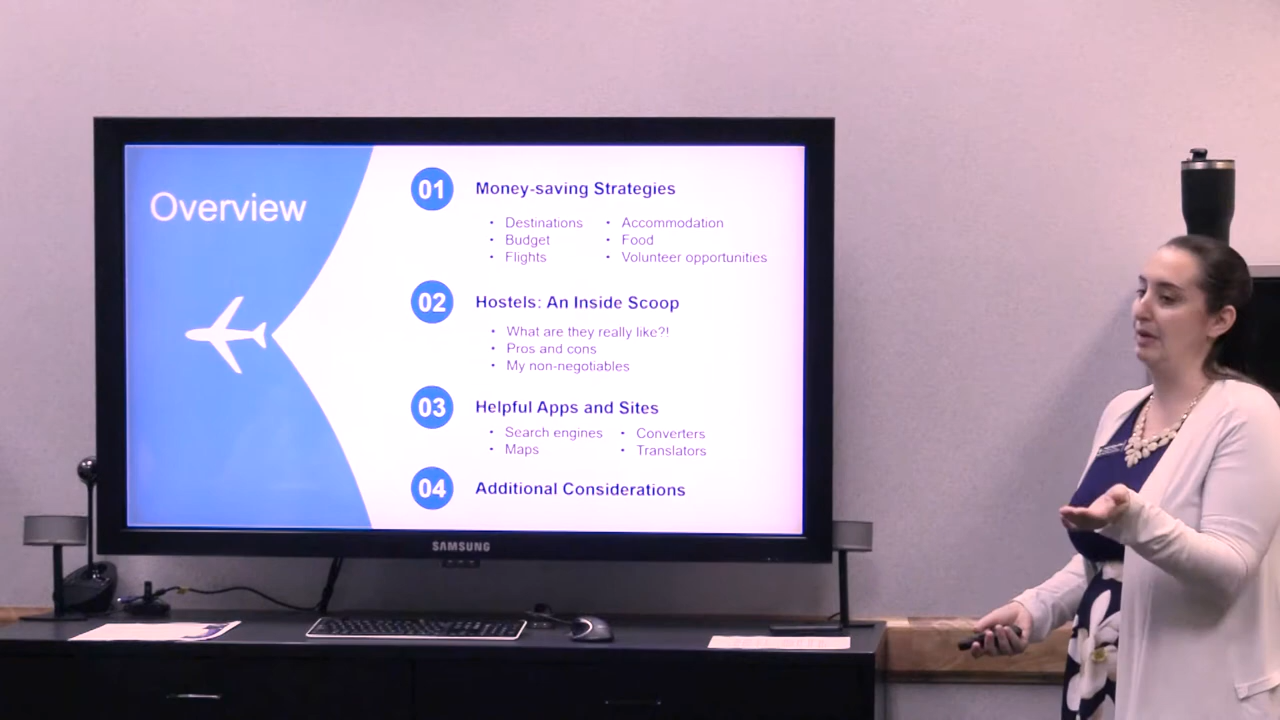 Overview
01 Money-saving Strategies
• Destinations • Accommodation
• Budget • Food
• Flights • Volunteer opportunities
02 Hostels: An Inside Scoop
• What are they really like?!
• Pros and cons
• My non-negotiables
03 Helpful Apps and Sites
• Search engines • Converters
• Maps • Translators
04 Additional Considerations
SAMSUNG